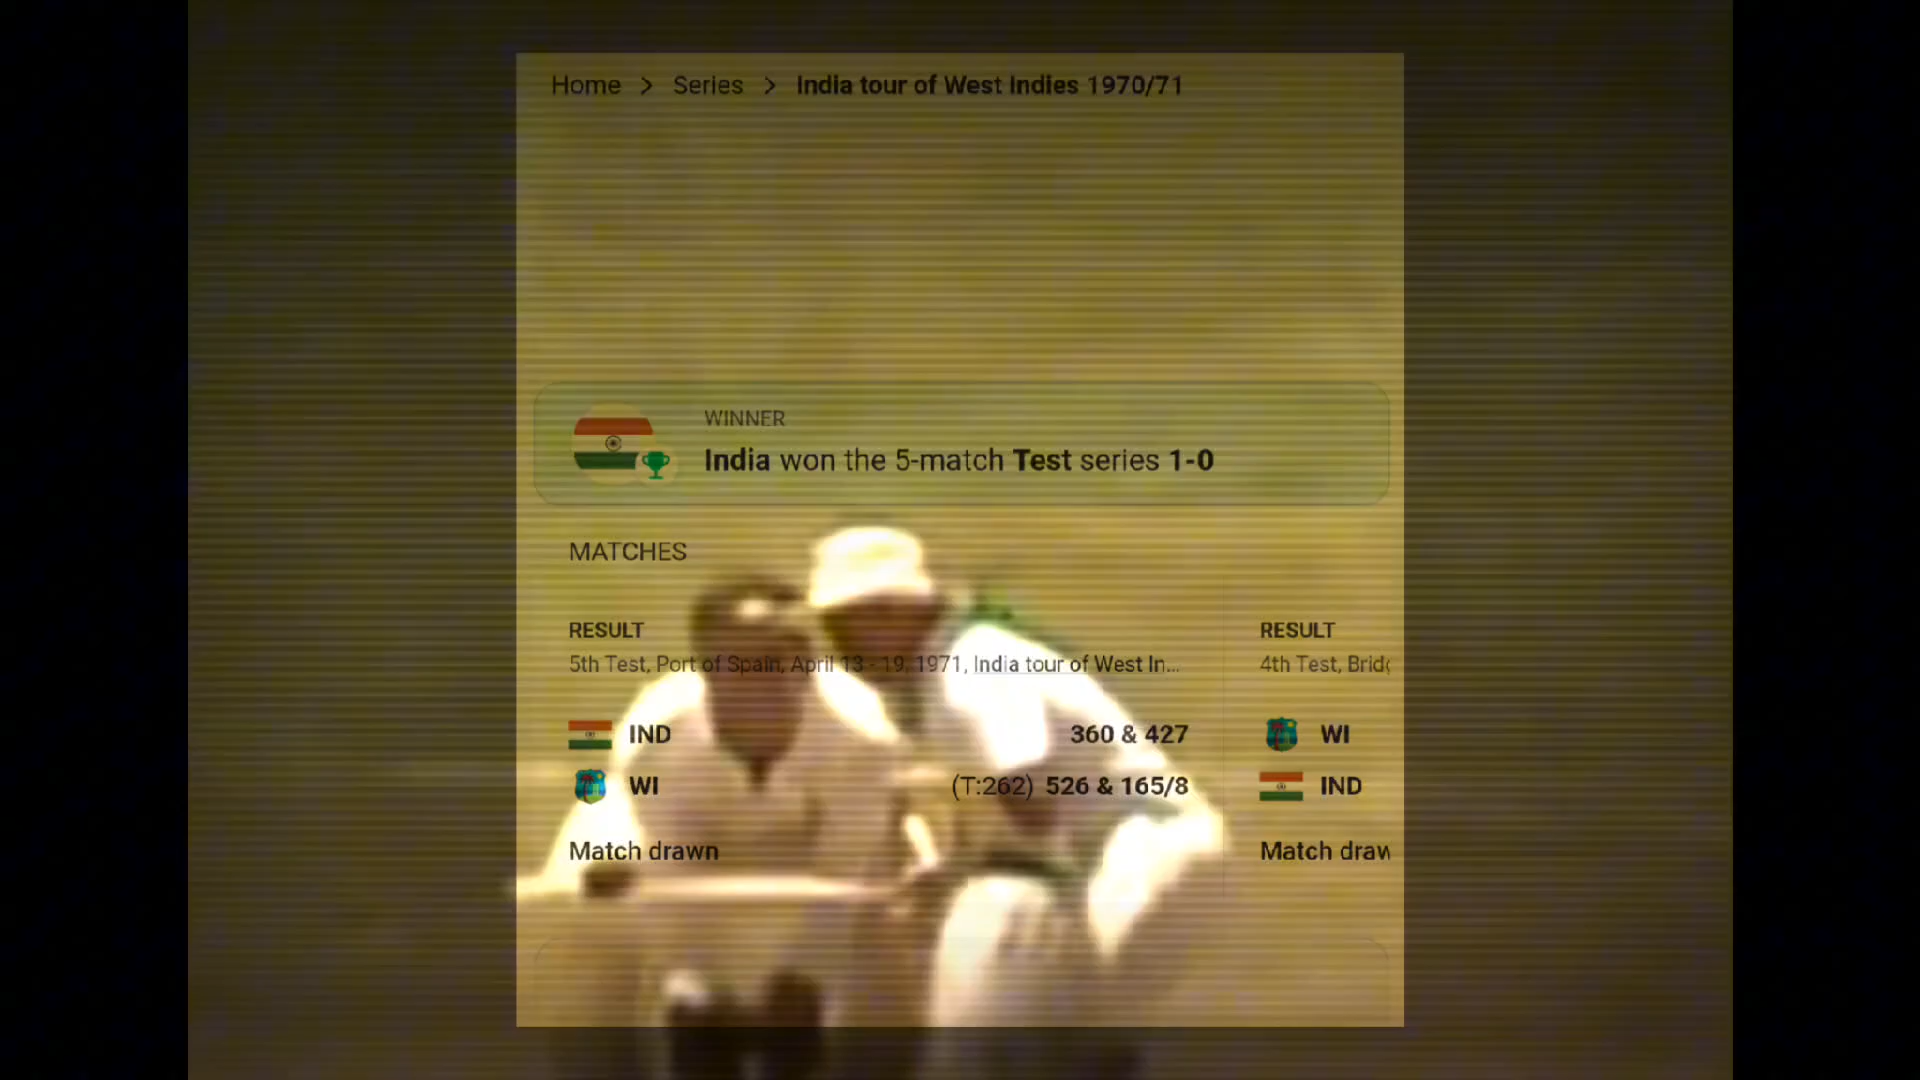 Home > Series > India tour of West Indies 1970/71
WINNER
India won the 5-match Test series 1-0
MATCHES
RESULT
5th Test, Port of Spain, April 13 - 19, 1971, India tour of West In...
IND 360 & 427
WI (T:262) 526 & 165/8
Match drawn
RESULT
4th Test,
WI
IND
Match